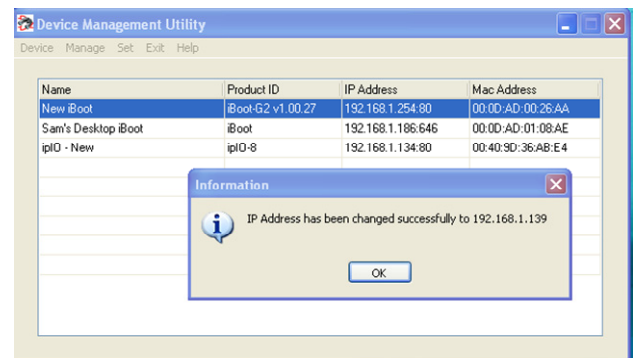 Device Management Utility
Device Manage Set Exit Help
Name Product ID IP Address Mac Address
New iBoot iBoot-G2 v1.00.27 192.168.1.254:80 00:0D:AD:00:26:AA
Sam's Desktop iBoot iBoot 192.168.1.186:646 00:0D:AD:01:08:AE
ipIO - New ipIO-8 192.168.1.134:80 00:40:9D:36:AB:E4
Information
IP Address has been changed successfully to 192.168.1.139
OK